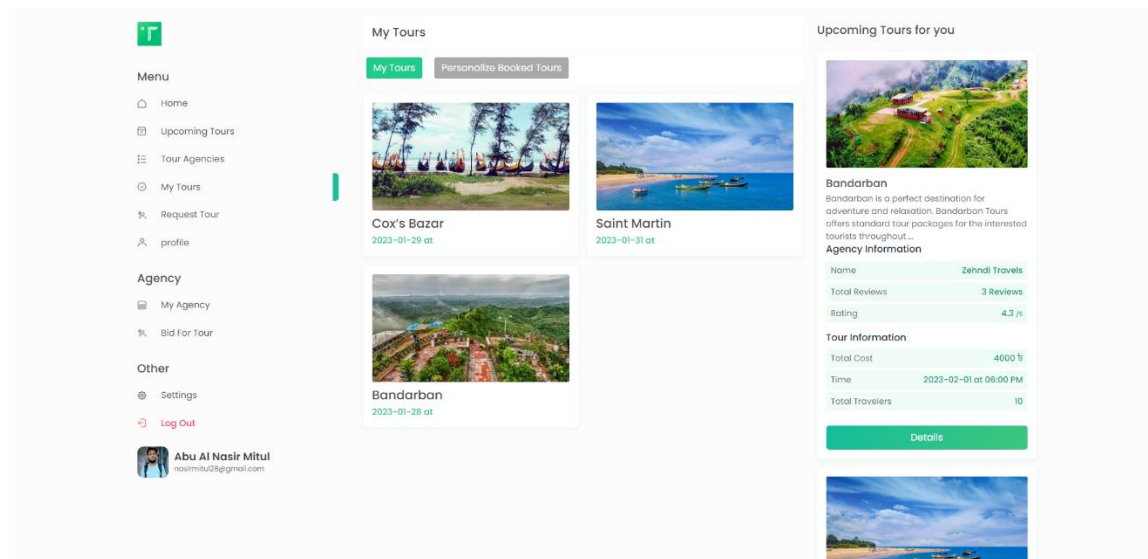 Menu
Home
Upcoming Tours
Tour Agencies
My Tours
Request Tour
profile
Agency
My Agency
Bid For Tour
Other
Settings
Log Out
Abu Al Nasir Mitul
nasirmitul28@gmail.com
My Tours
My Tours
Personalize Booked Tours
Cox's Bazar
2023-01-29 at
Saint Martin
2023-01-31 at
Bandarban
2023-01-28 at
Upcoming Tours for you
Bandarban
Bandarban is a perfect destination for
adventure and relaxation. Bandarban Tours
offers standard tour packages for the interested
tourists throughout ...
Agency Information
Name Zehndi Travels
Total Reviews 3 Reviews
Rating 4.3 /5
Tour Information
Total Cost 4000 ৳
Time 2023-02-01 at 06:00 PM
Total Travelers 10
Details